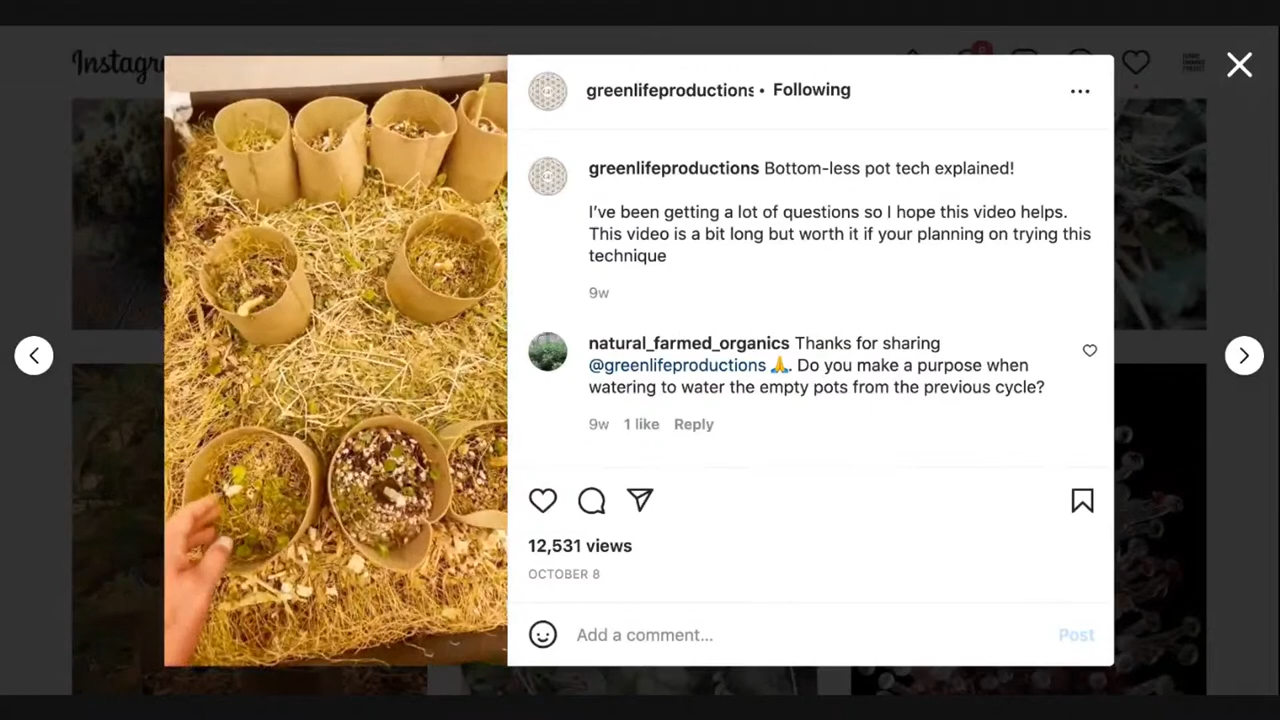 Instagr
greenlifeproductions • Following
greenlifeproductions Bottom-less pot tech explained!
I've been getting a lot of questions so I hope this video helps.
This video is a bit long but worth it if your planning on trying this
technique
9w
natural_farmed_organics Thanks for sharing
@greenlifeproductions 🙏. Do you make a purpose when
watering to water the empty pots from the previous cycle?
9w 1 like Reply
12,531 views
OCTOBER 8
Add a comment... Post